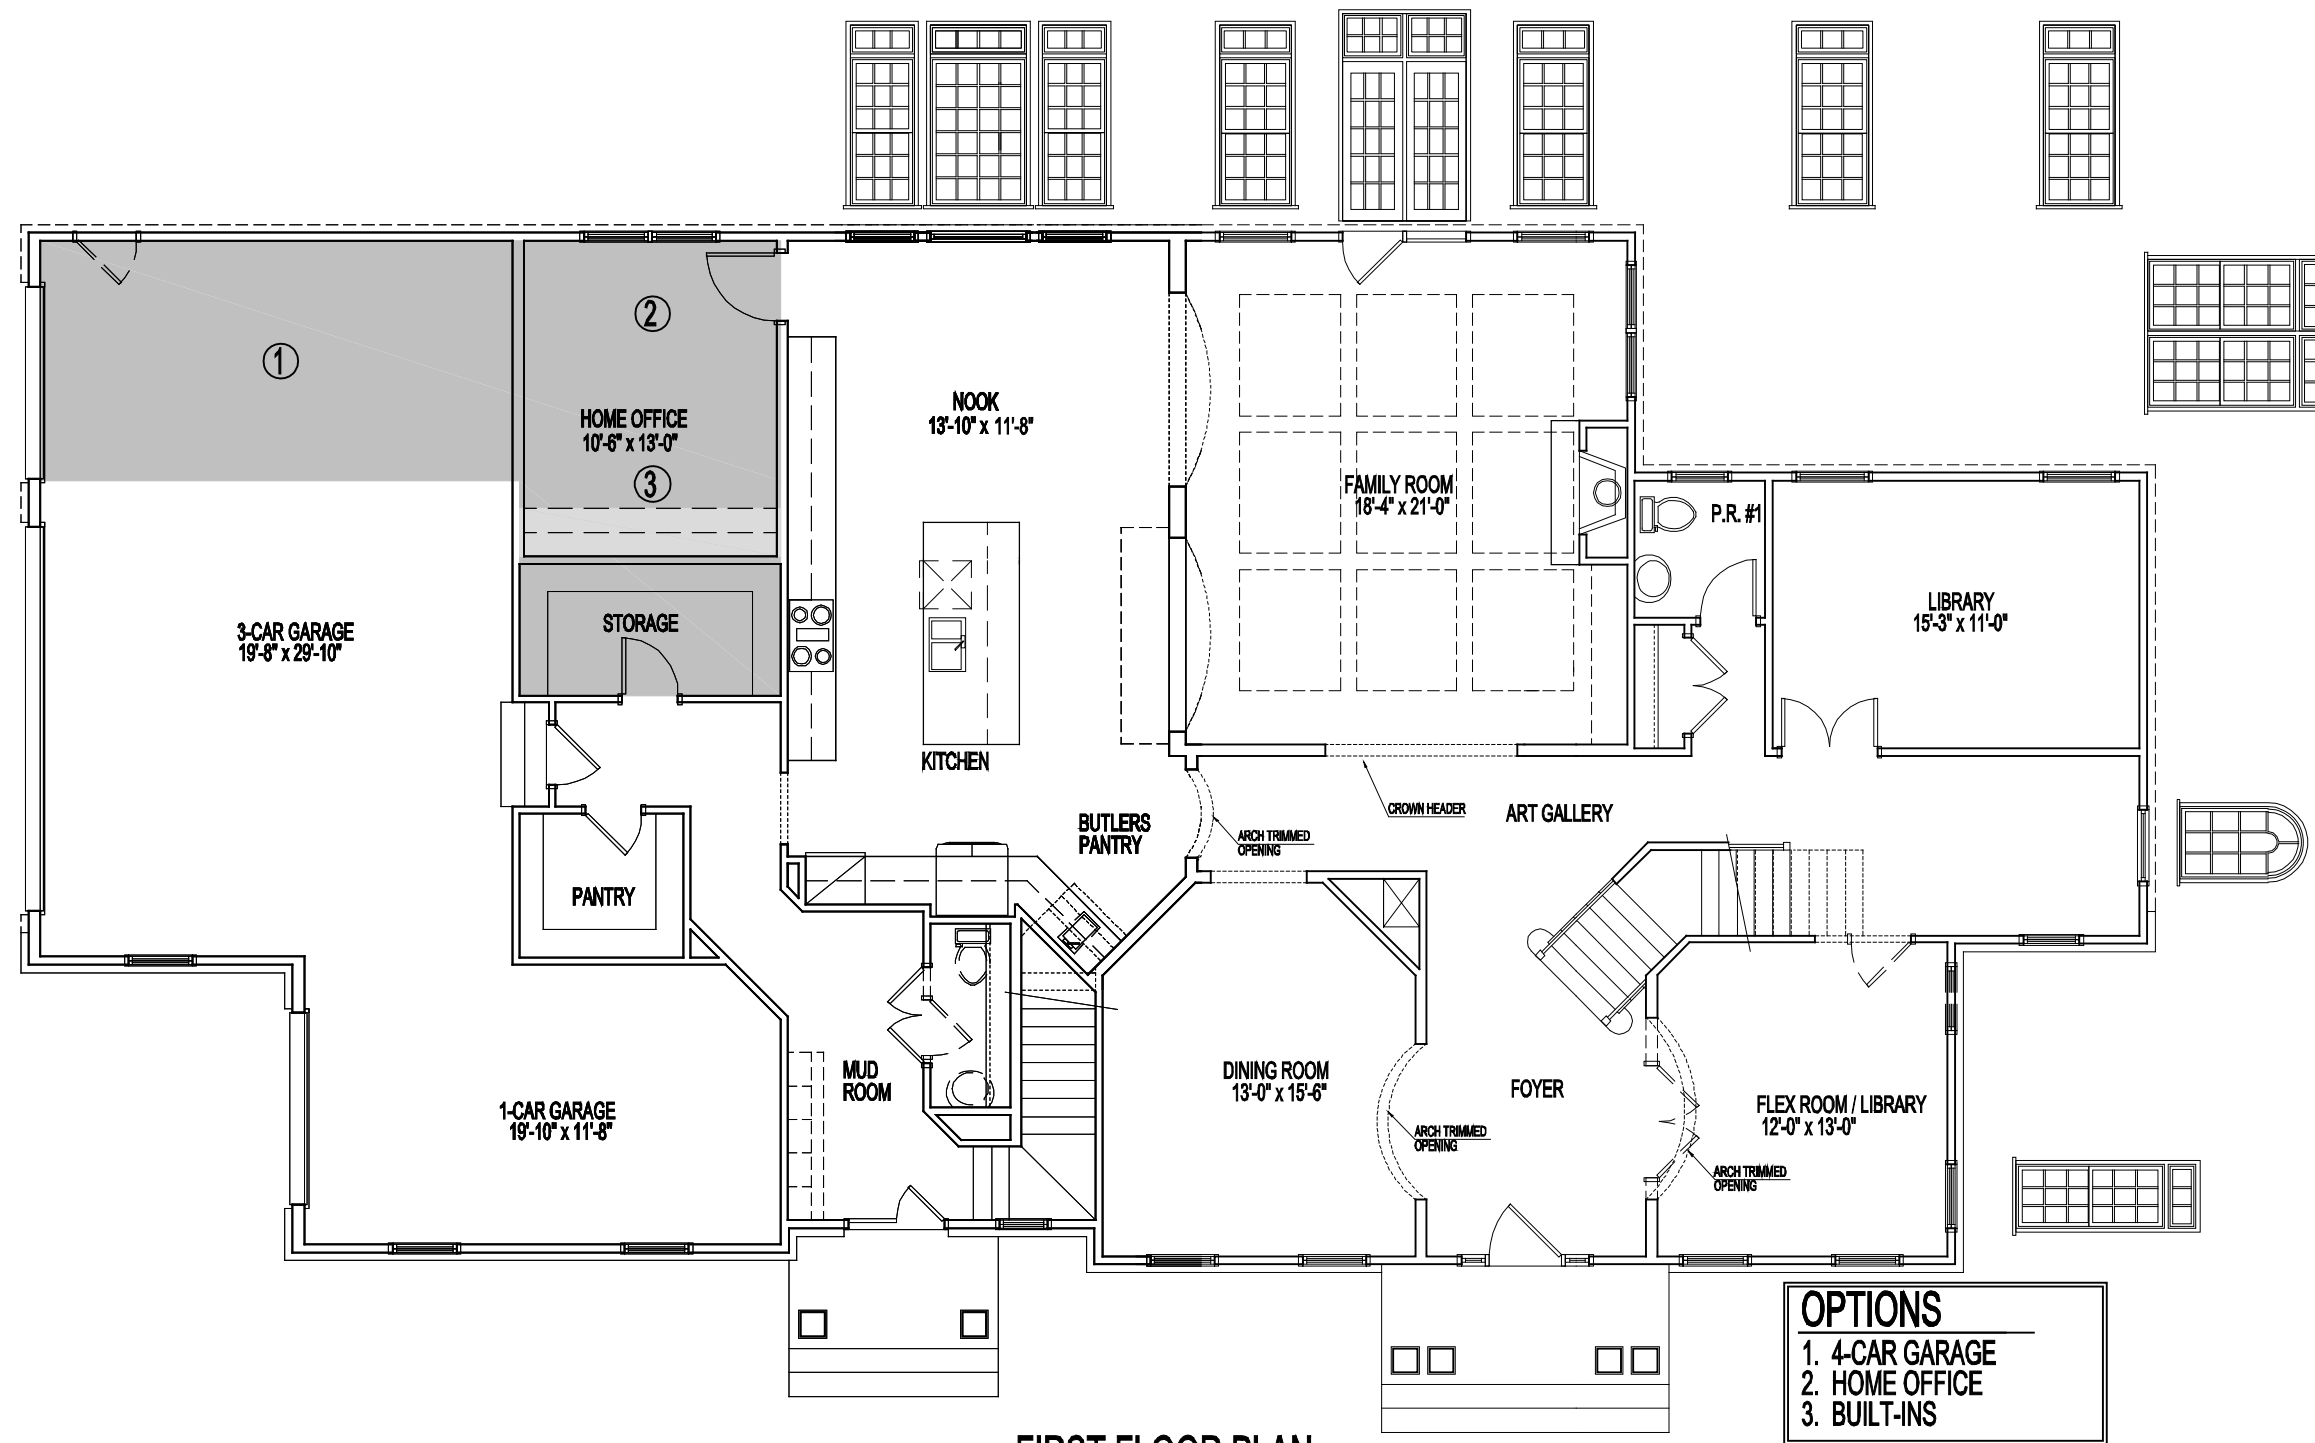 1
2
HOME OFFICE
10'-6" x 13'-0"
3
NOOK
13'-10" x 11'-8"
FAMILY ROOM
18'-4" x 21'-0"
P.R. #1
LIBRARY
15'-3" x 11'-0"
STORAGE
3-CAR GARAGE
19'-8" x 29'-10"
KITCHEN
BUTLERS
PANTRY
CROWN HEADER
ART GALLERY
ARCH TRIMMED
OPENING
PANTRY
MUD
ROOM
DINING ROOM
13'-0" x 15'-6"
FOYER
FLEX ROOM / LIBRARY
12'-0" x 13'-0"
1-CAR GARAGE
19'-10" x 11'-8"
ARCH TRIMMED
OPENING
ARCH TRIMMED
OPENING
OPTIONS
1. 4-CAR GARAGE
2. HOME OFFICE
3. BUILT-INS
FIRST FLOOR PLAN